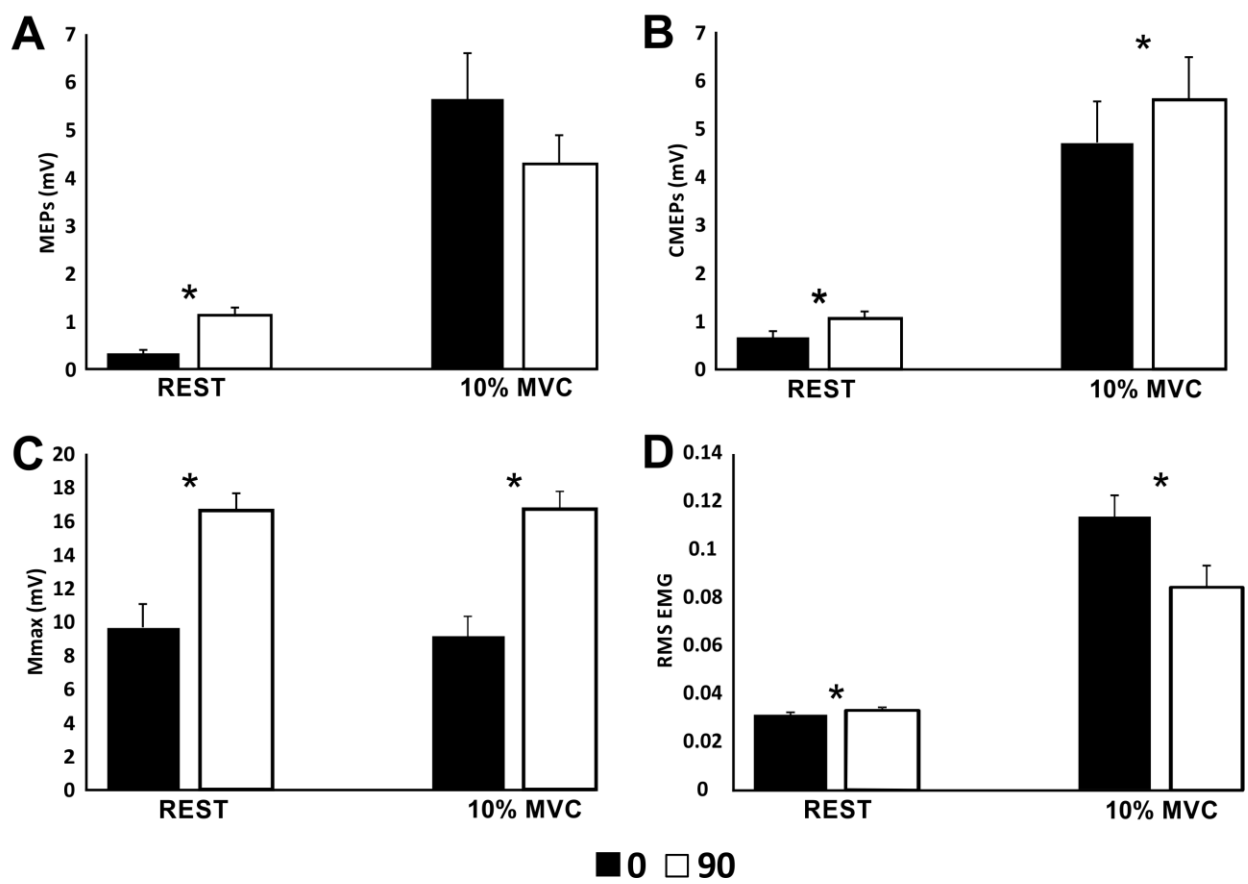 A
7
6
5
4
3
2
1
0
MEPs (mV)
*
REST
10% MVC
B
7
6
5
4
3
2
1
0
CMEPs (mV)
*
*
REST
10% MVC
C
20
18
16
14
12
10
8
6
4
2
0
Mmax (mV)
*
*
REST
10% MVC
D
0.14
0.12
0.1
0.08
0.06
0.04
0.02
0
RMS EMG
*
*
REST
10% MVC
0 90